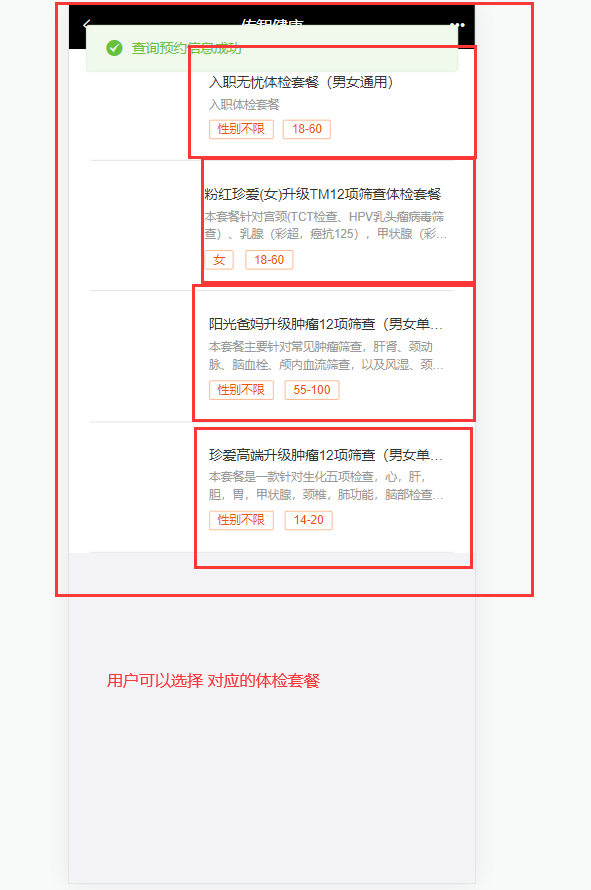 传智健康
查询预约信息成功
入职无忧体检套餐（男女通用）
入职体检套餐
性别不限 18-60
粉红珍爱(女)升级TM12项筛查体检套餐
本套餐针对宫颈(TCT检查、HPV乳头瘤病毒筛
查）、乳腺（彩超，癌抗125），甲状腺（彩...
女 18-60
阳光爸妈升级肿瘤12项筛查（男女单...
本套餐主要针对常见肿瘤筛查，肝肾、颈动
脉、脑血栓、颅内血流筛查，以及风湿、颈...
性别不限 55-100
珍爱高端升级肿瘤12项筛查（男女单...
本套餐是一款针对生化五项检查，心，肝，
胆，胃，甲状腺，颈椎，肺功能，脑部检查...
性别不限 14-20
用户可以选择 对应的体检套餐